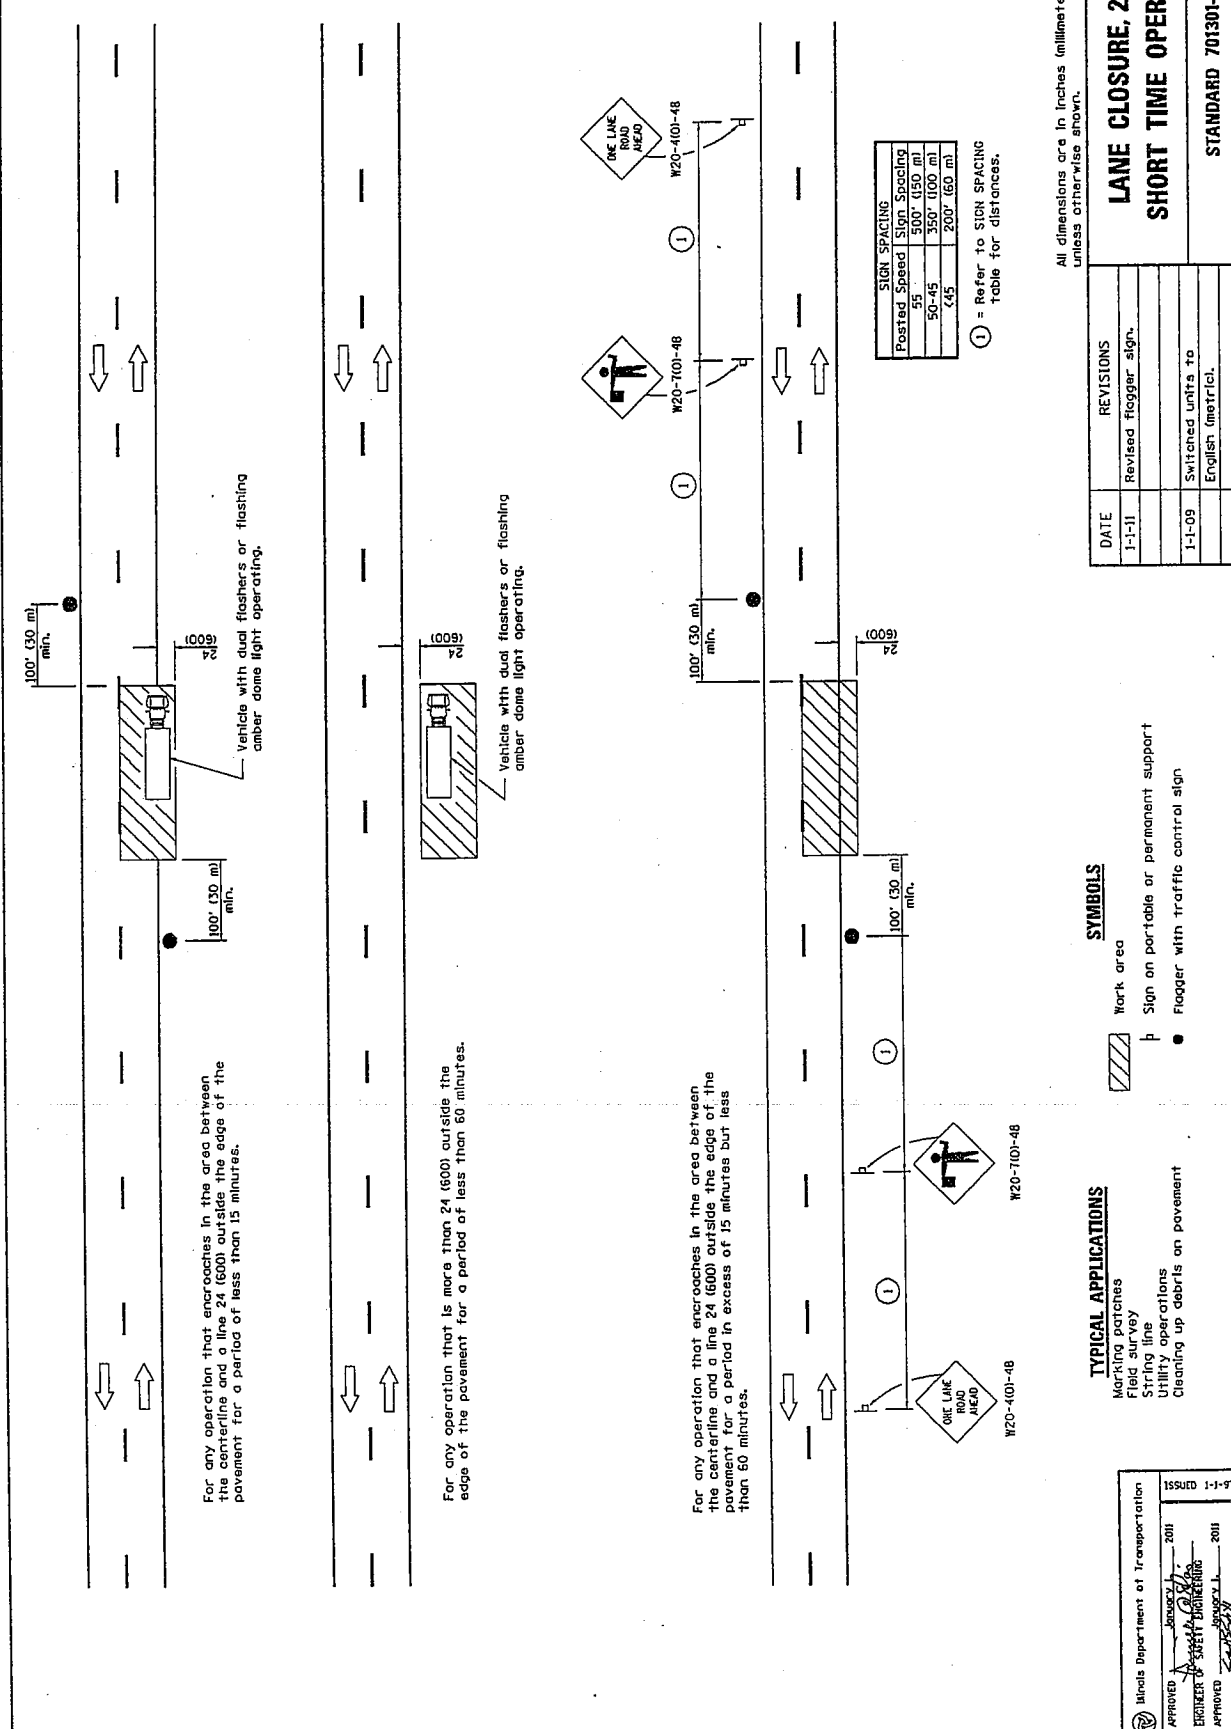 100' (30 m)
min.
24
(600)
Vehicle with dual flashers or flashing
amber dome light operating.
100' (30 m)
min.
For any operation that encroaches in the area between
the centerline and a line 24 (600) outside the edge of the
pavement for a period of less than 15 minutes.
24
(600)
Vehicle with dual flashers or flashing
amber dome light operating.
For any operation that is more than 24 (600) outside the
edge of the pavement for a period of less than 60 minutes.
ONE LANE
ROAD
AHEAD
W20-4(O)-48
1
W20-7(O)-48
1
100' (30 m)
min.
24
(600)
100' (30 m)
min.
1
W20-7(O)-48
1
ONE LANE
ROAD
AHEAD
W20-4(O)-48
For any operation that encroaches in the area between
the centerline and a line 24 (600) outside the edge of the
pavement for a period in excess of 15 minutes but less
than 60 minutes.
SIGN SPACING
Posted Speed Sign Spacing
55 500' (150 m)
50-45 350' (100 m)
<45 200' (60 m)
1 = Refer to SIGN SPACING
table for distances.
TYPICAL APPLICATIONS
Marking patches
Field survey
String line
Utility operations
Cleaning up debris on pavement
SYMBOLS
Work area
Sign on portable or permanent support
Flagger with traffic control sign
All dimensions are in inches (millimete
unless otherwise shown.
Illinois Department of Transportation
APPROVED January 1, 2011
ENGINEER OF SAFETY ENGINEERING
APPROVED January 1, 2011
ISSUED 1-1-9
DATE REVISIONS
1-1-11 Revised flagger sign.
1-1-09 Switched units to
English (metric).
LANE CLOSURE, 2
SHORT TIME OPER
STANDARD 701301-